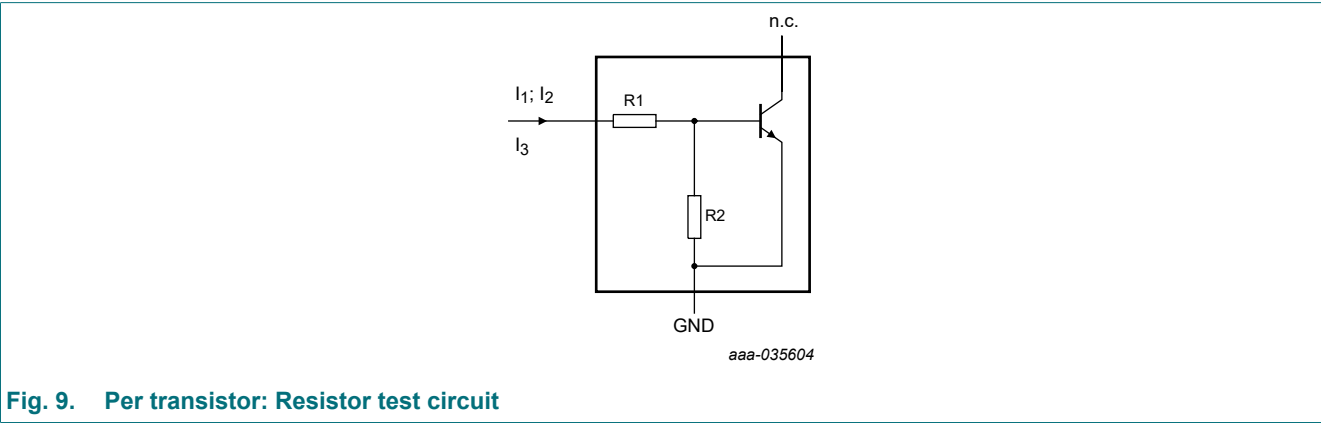 n.c.
I1; I2
R1
I3
R2
GND
aaa-035604
Fig. 9. Per transistor: Resistor test circuit